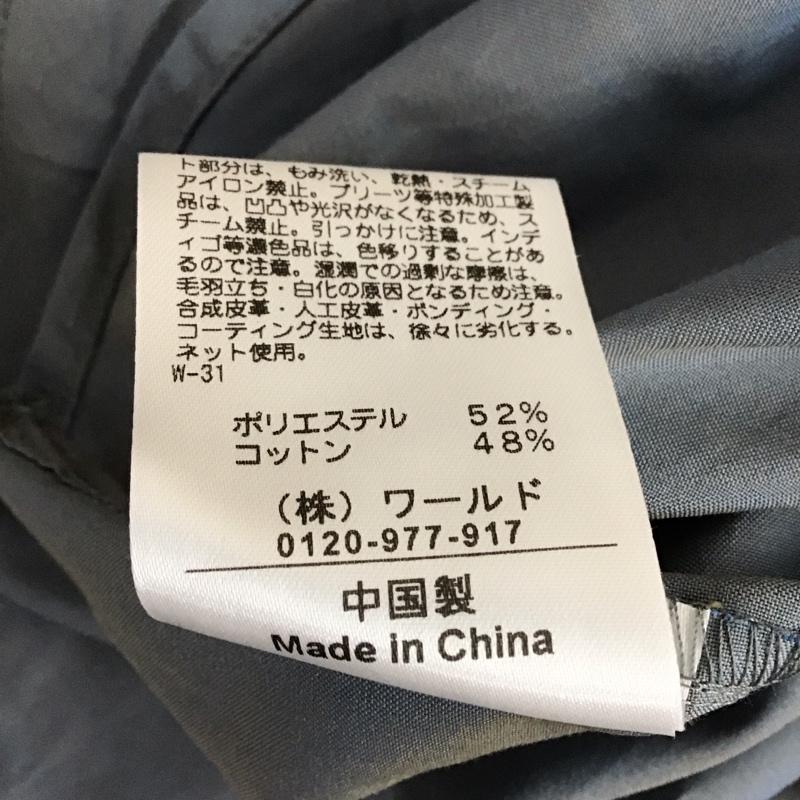 ト部分は、もみ洗い、乾熱・スチーム
アイロン禁止。プリーツ等特殊加工製
品は、凹凸や光沢がなくなるため、ス
チーム禁止。引っかけに注意。インデ
ィゴ等濃色品は、色移りすることがあ
るので注意。湿潤での過剰な摩擦は、
毛羽立ち・白化の原因となるため注意。
合成皮革・人工皮革・ボンディング・
コーティング生地は、徐々に劣化する。
ネット使用。
W-31
ポリエステル 52%
コットン 48%
（株）ワールド
0120-977-917
中国製
Made in China